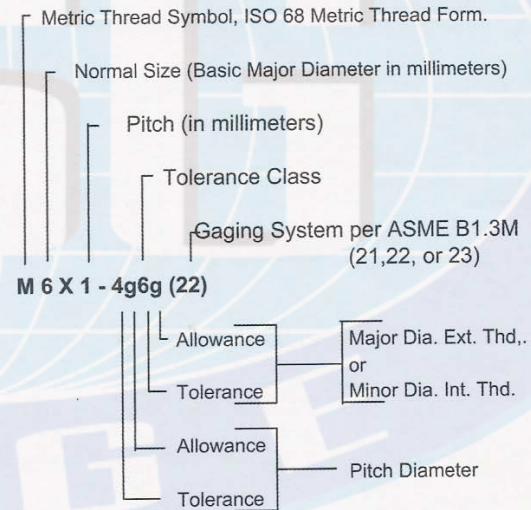 Metric Thread Symbol, ISO 68 Metric Thread Form.
Normal Size (Basic Major Diameter in millimeters)
Pitch (in millimeters)
Tolerance Class
Gaging System per ASME B1.3M
(21,22, or 23)
M 6 X 1 - 4g6g (22)
Allowance
Major Dia. Ext. Thd,.
or
Tolerance
Minor Dia. Int. Thd.
Allowance
Pitch Diameter
Tolerance